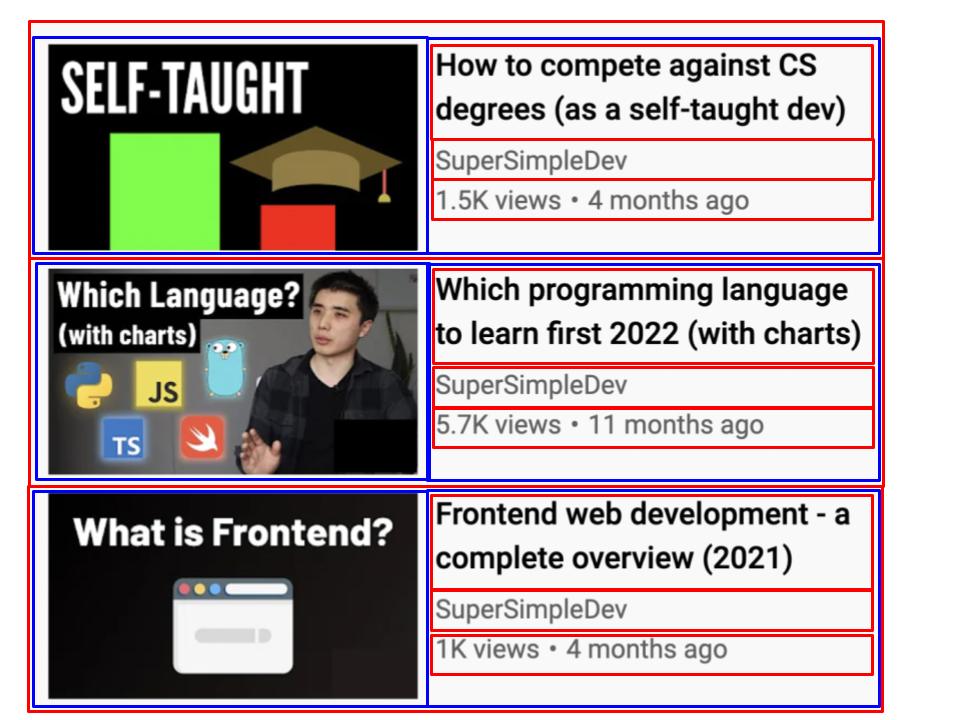 SELF-TAUGHT
How to compete against CS
degrees (as a self-taught dev)
SuperSimpleDev
1.5K views • 4 months ago
Which Language?
(with charts)
JS
TS
Which programming language
to learn first 2022 (with charts)
SuperSimpleDev
5.7K views • 11 months ago
What is Frontend?
Frontend web development - a
complete overview (2021)
SuperSimpleDev
1K views • 4 months ago